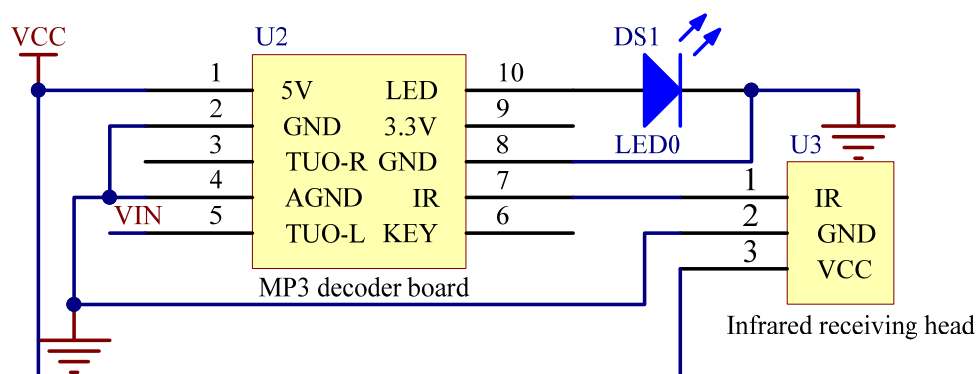 VCC
U2
DS1
1 5V LED 10
2 GND 3.3V 9
3 TUO-R GND 8
4 AGND IR 7
VIN 5 TUO-L KEY 6
MP3 decoder board
LED0
U3
1 IR
2 GND
3 VCC
Infrared receiving head